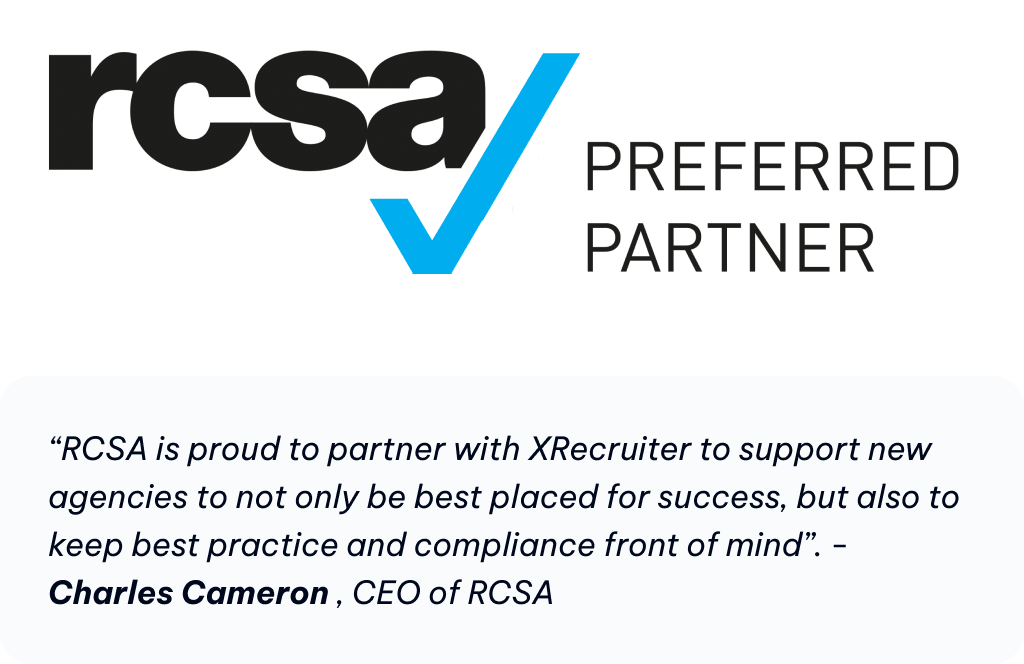 rcsa
PREFERRED
PARTNER
“RCSA is proud to partner with XRecruiter to support new
agencies to not only be best placed for success, but also to
keep best practice and compliance front of mind”. –
Charles Cameron , CEO of RCSA